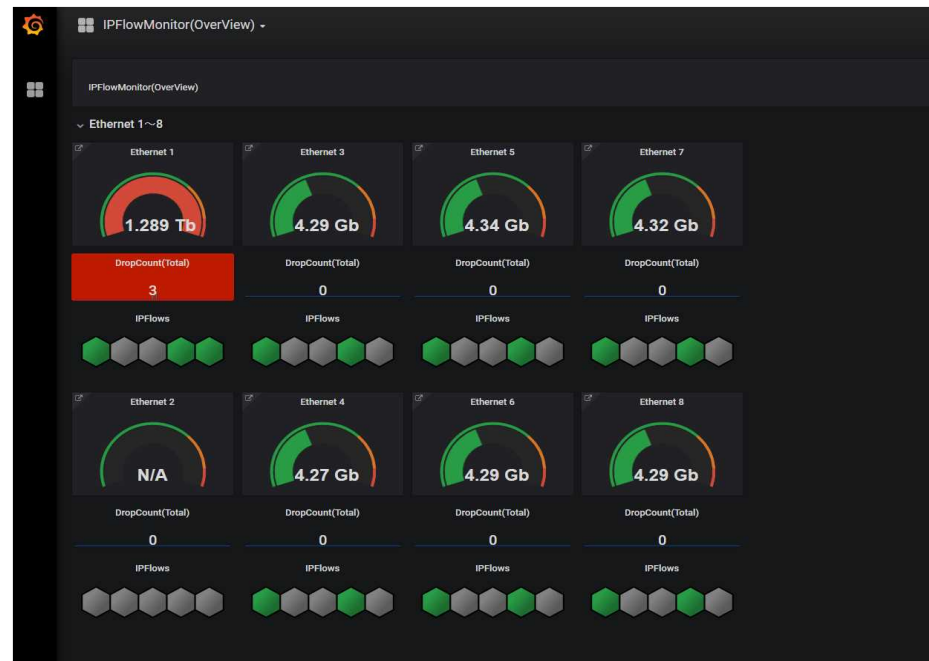 IPFlowMonitor(OverView)
IPFlowMonitor(OverView)
Ethernet 1～8
Ethernet 1
Ethernet 3
Ethernet 5
Ethernet 7
1.289 Tb
4.29 Gb
4.34 Gb
4.32 Gb
DropCount(Total)
DropCount(Total)
DropCount(Total)
DropCount(Total)
3
0
0
0
IPFlows
IPFlows
IPFlows
IPFlows
Ethernet 2
Ethernet 4
Ethernet 6
Ethernet 8
N/A
4.27 Gb
4.29 Gb
4.29 Gb
DropCount(Total)
DropCount(Total)
DropCount(Total)
DropCount(Total)
0
0
0
0
IPFlows
IPFlows
IPFlows
IPFlows